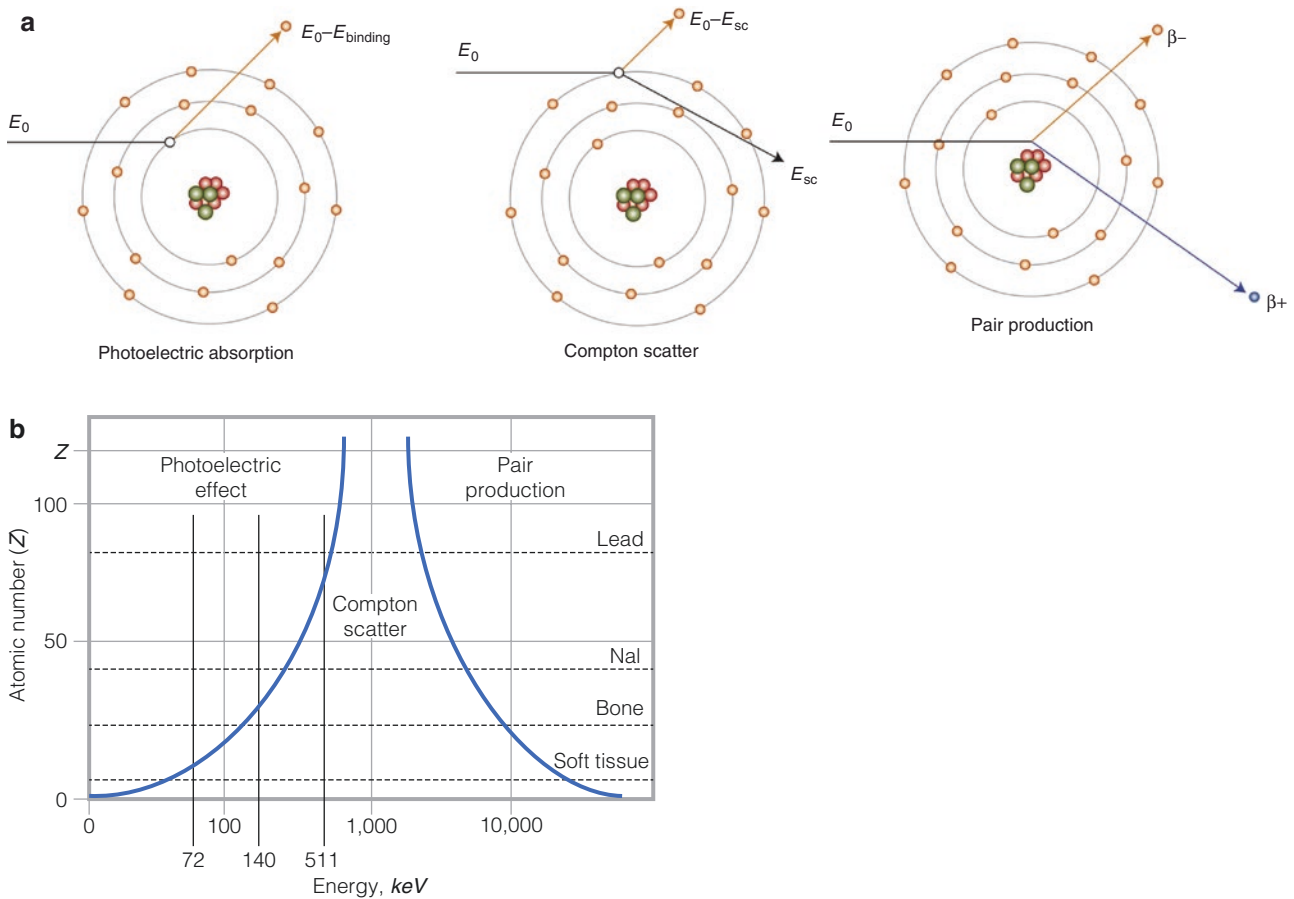 a
E0
E0–Ebinding
Photoelectric absorption
E0
E0–Esc
Esc
Compton scatter
E0
β–
β+
Pair production
b
Atomic number (Z)
Z
100
50
0
Photoelectric
effect
Pair
production
Compton
scatter
Lead
NaI
Bone
Soft tissue
0 100 1,000 10,000
72 140 511
Energy, keV